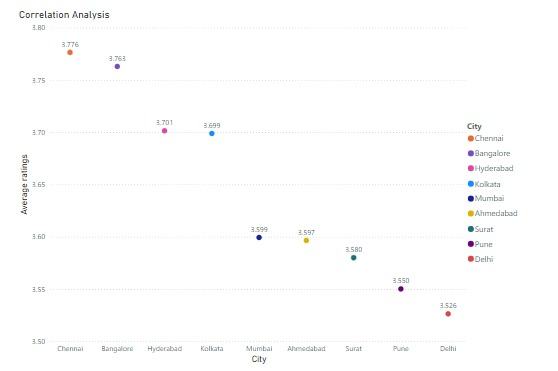 Correlation Analysis
3.80
3.75
3.70
3.65
3.60
3.55
3.50
Average ratings
3.776
3.763
3.701
3.699
3.599
3.597
3.580
3.550
3.526
Chennai
Bangalore
Hyderabad
Kolkata
Mumbai
Ahmedabad
Surat
Pune
Delhi
City
City
Chennai
Bangalore
Hyderabad
Kolkata
Mumbai
Ahmedabad
Surat
Pune
Delhi